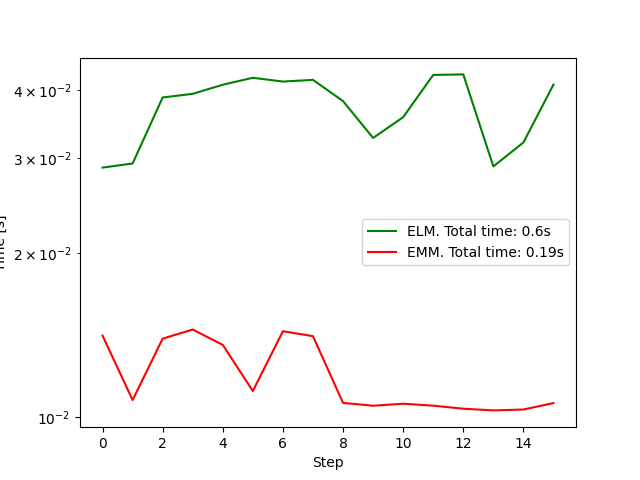 4 × 10⁻²
3 × 10⁻²
2 × 10⁻²
10⁻²
ELM. Total time: 0.6s
EMM. Total time: 0.19s
0 2 4 6 8 10 12 14
Step